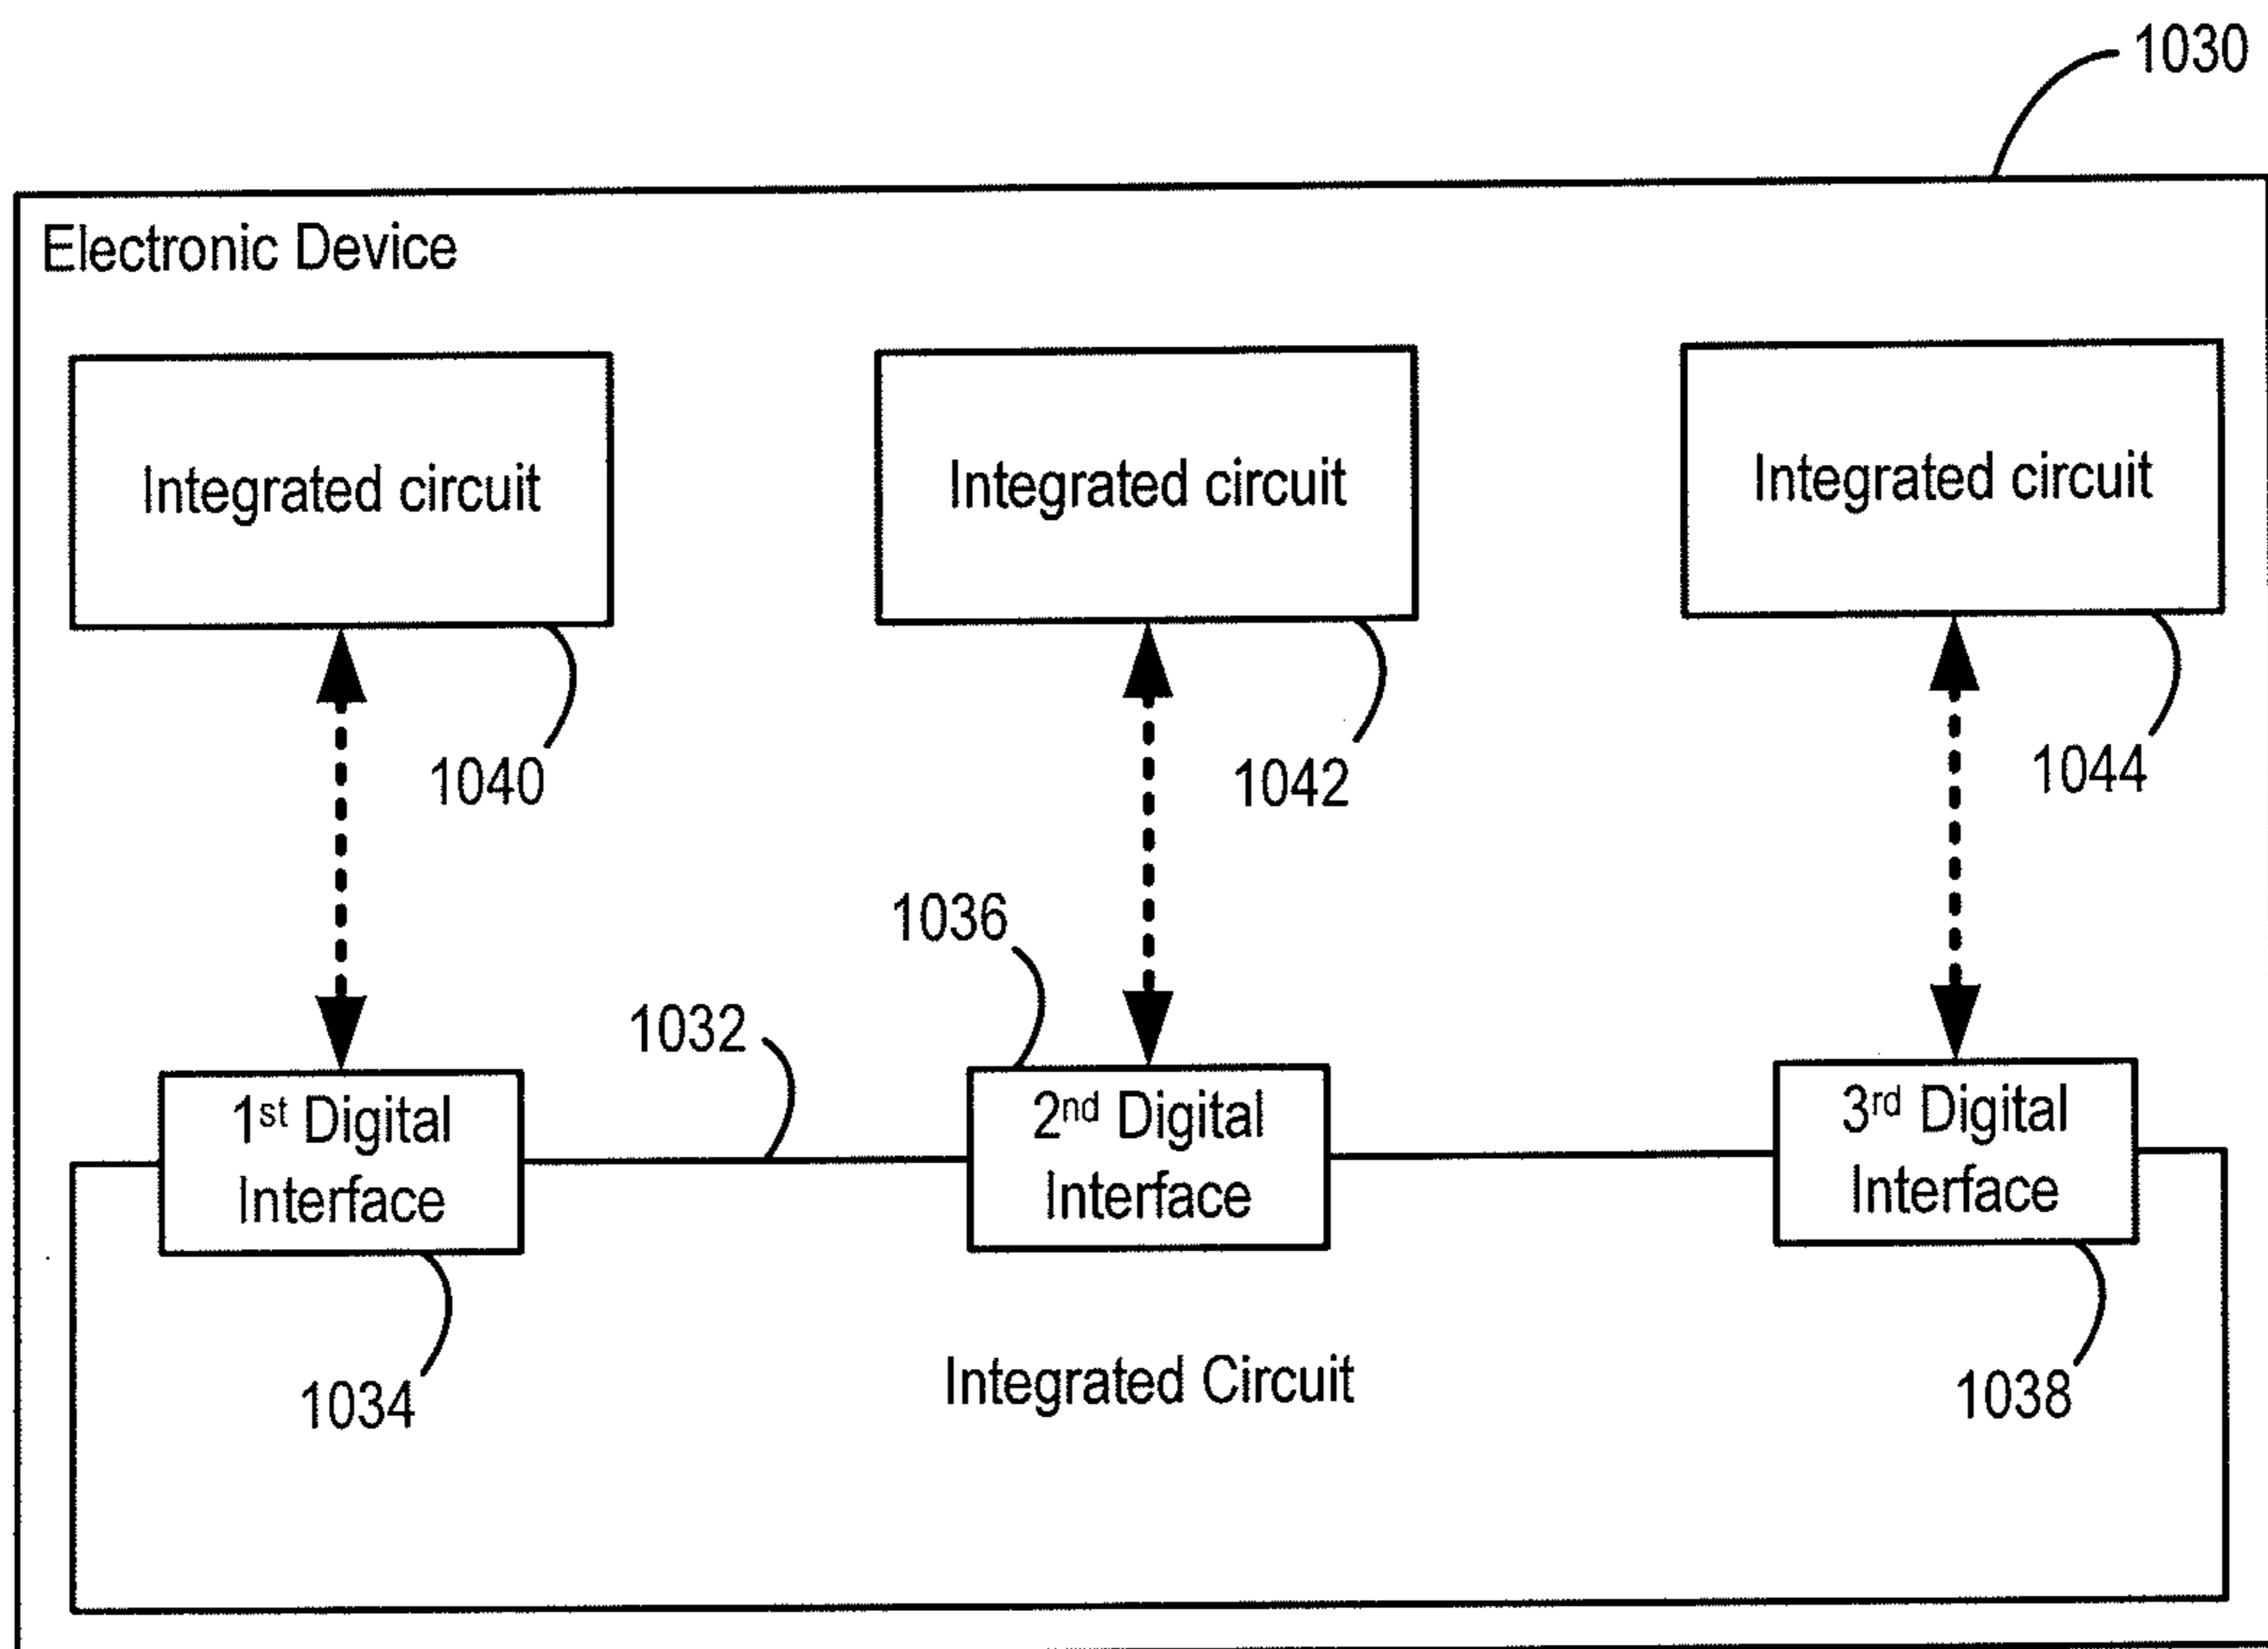 1030
Electronic Device
Integrated circuit
Integrated circuit
Integrated circuit
1040
1042
1044
1036
1032
1st Digital
Interface
2nd Digital
Interface
3rd Digital
Interface
1034
Integrated Circuit
1038